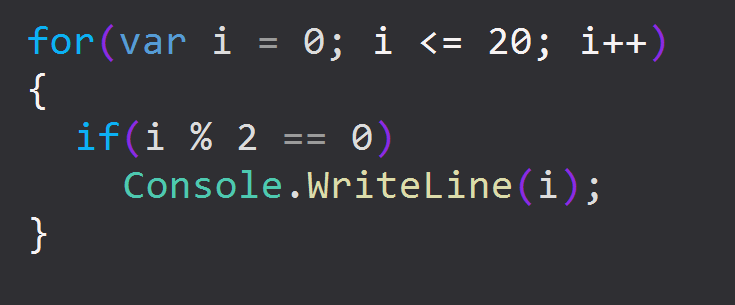 for(var i = 0; i <= 20; i++)
{
  if(i % 2 == 0)
    Console.WriteLine(i);
}